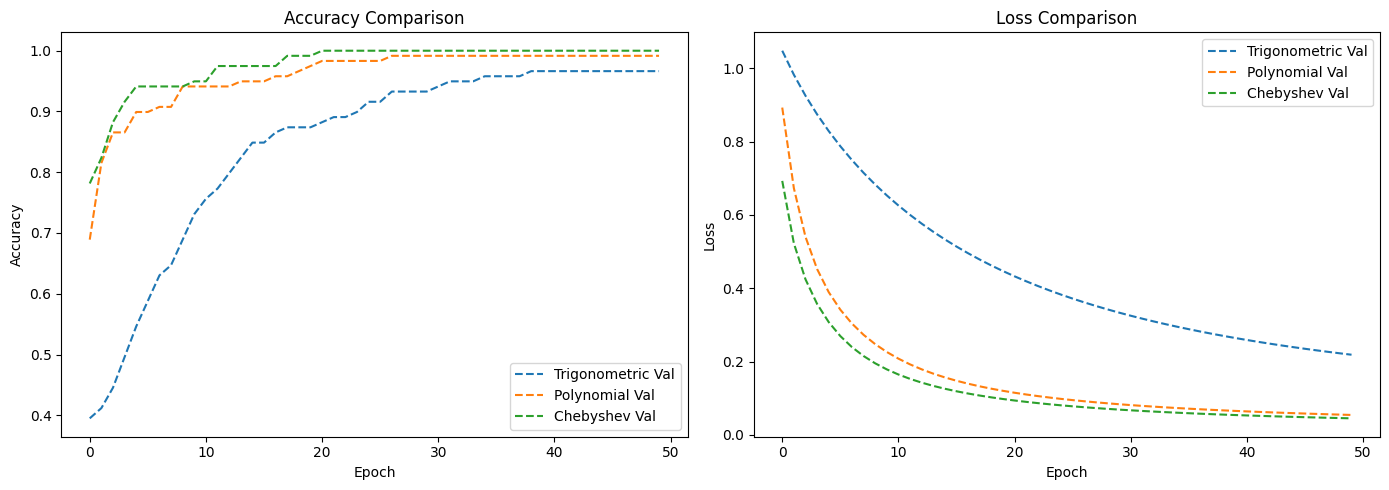 Accuracy Comparison
1.0
0.9
0.8
0.7
0.6
0.5
0.4
Accuracy
0
10
20
30
40
50
Epoch
Trigonometric Val
Polynomial Val
Chebyshev Val
Loss Comparison
1.0
0.8
0.6
0.4
0.2
0.0
Loss
0
10
20
30
40
50
Epoch
Trigonometric Val
Polynomial Val
Chebyshev Val